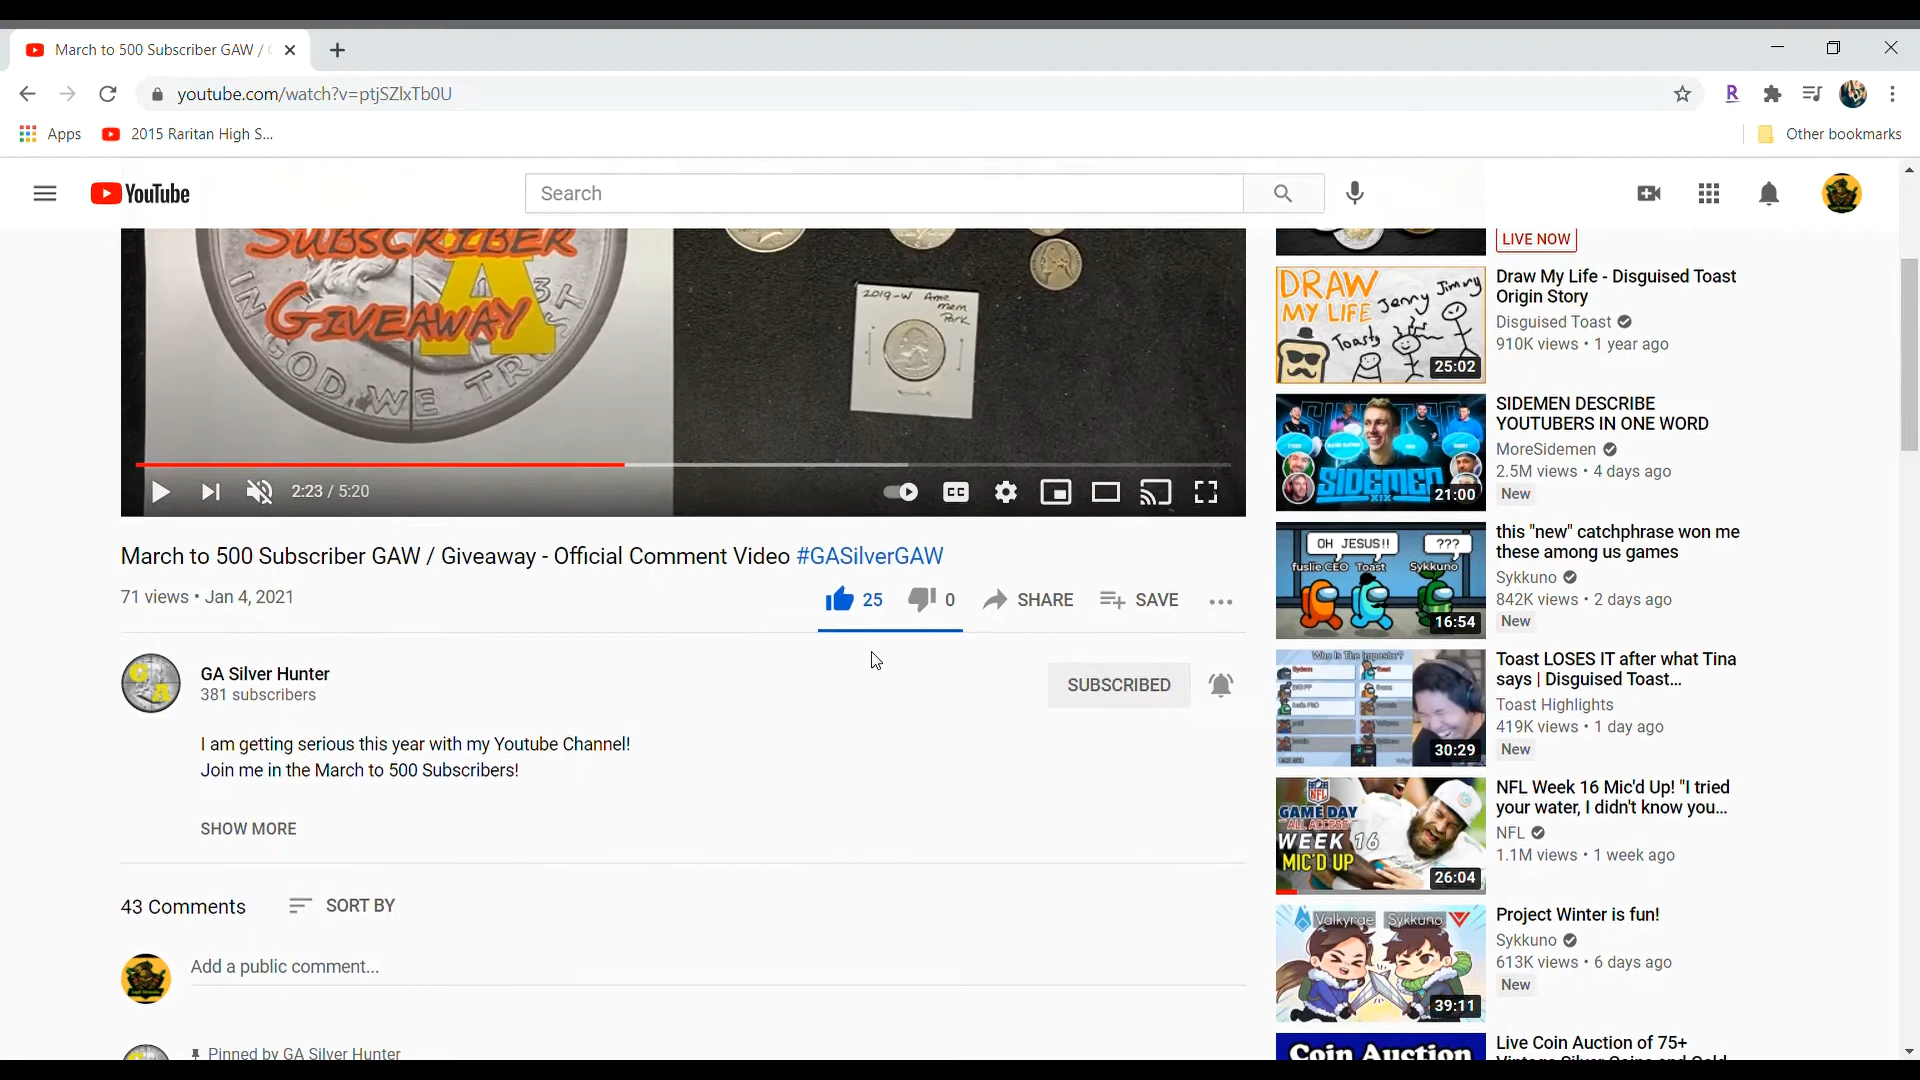 March to 500 Subscriber GAW /
youtube.com/watch?v=ptjSZlxTb0U
Apps
2015 Raritan High S...
Other bookmarks
YouTube
Search
SUBSCRIBER
GIVEAWAY
A
IN GOD WE TRUST
2019-W Ame
mem
Park
2:23 / 5:20
CC
March to 500 Subscriber GAW / Giveaway - Official Comment Video #GASilverGAW
71 views • Jan 4, 2021
25
0
SHARE
SAVE
GA Silver Hunter
381 subscribers
SUBSCRIBED
I am getting serious this year with my Youtube Channel!
Join me in the March to 500 Subscribers!
SHOW MORE
43 Comments
SORT BY
Add a public comment...
Pinned by GA Silver Hunter
LIVE NOW
DRAW
MY LIFE
Jenny
Jimmy
Toasty
25:02
Draw My Life - Disguised Toast
Origin Story
Disguised Toast
910K views • 1 year ago
SIDEMEN
21:00
SIDEMEN DESCRIBE
YOUTUBERS IN ONE WORD
MoreSidemen
2.5M views • 4 days ago
New
OH JESUS!!
???
fuslie CEO
Toast
Sykkuno
16:54
this "new" catchphrase won me
these among us games
Sykkuno
842K views • 2 days ago
New
Who Is The Impostor?
30:29
Toast LOSES IT after what Tina
says | Disguised Toast...
Toast Highlights
419K views • 1 day ago
New
NFL
GAME DAY
ALL ACCESS
WEEK 16
MIC'D UP
26:04
NFL Week 16 Mic'd Up! "I tried
your water, I didn't know you...
NFL
1.1M views • 1 week ago
Valkyrae
Sykkuno
39:11
Project Winter is fun!
Sykkuno
613K views • 6 days ago
New
Coin Auction
Live Coin Auction of 75+
Vintage Silver Coins and Gold